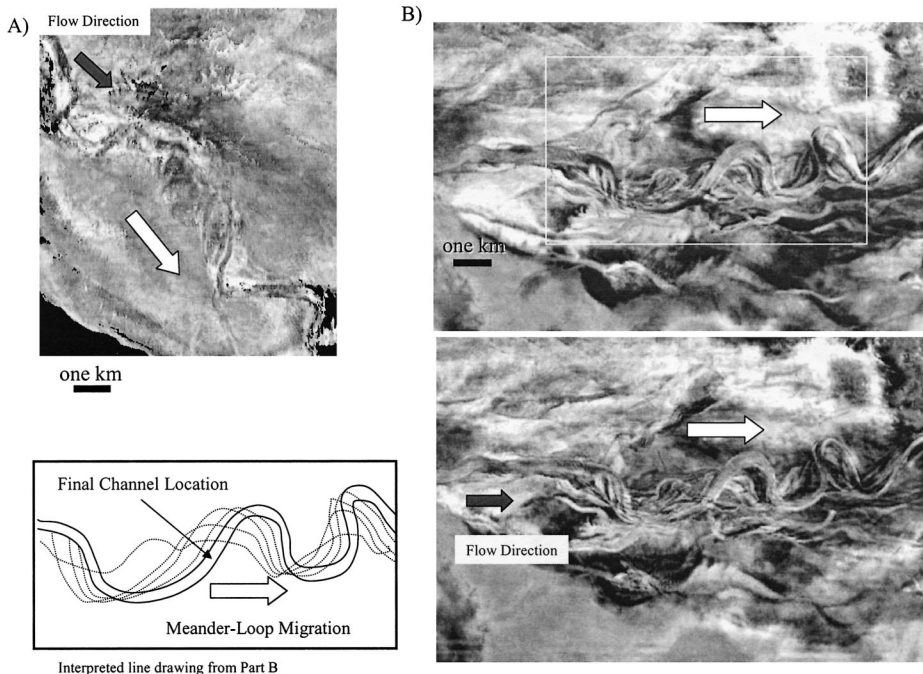 A)
Flow Direction
one km
B)
one km
Flow Direction
Final Channel Location
Meander-Loop Migration
Interpreted line drawing from Part B